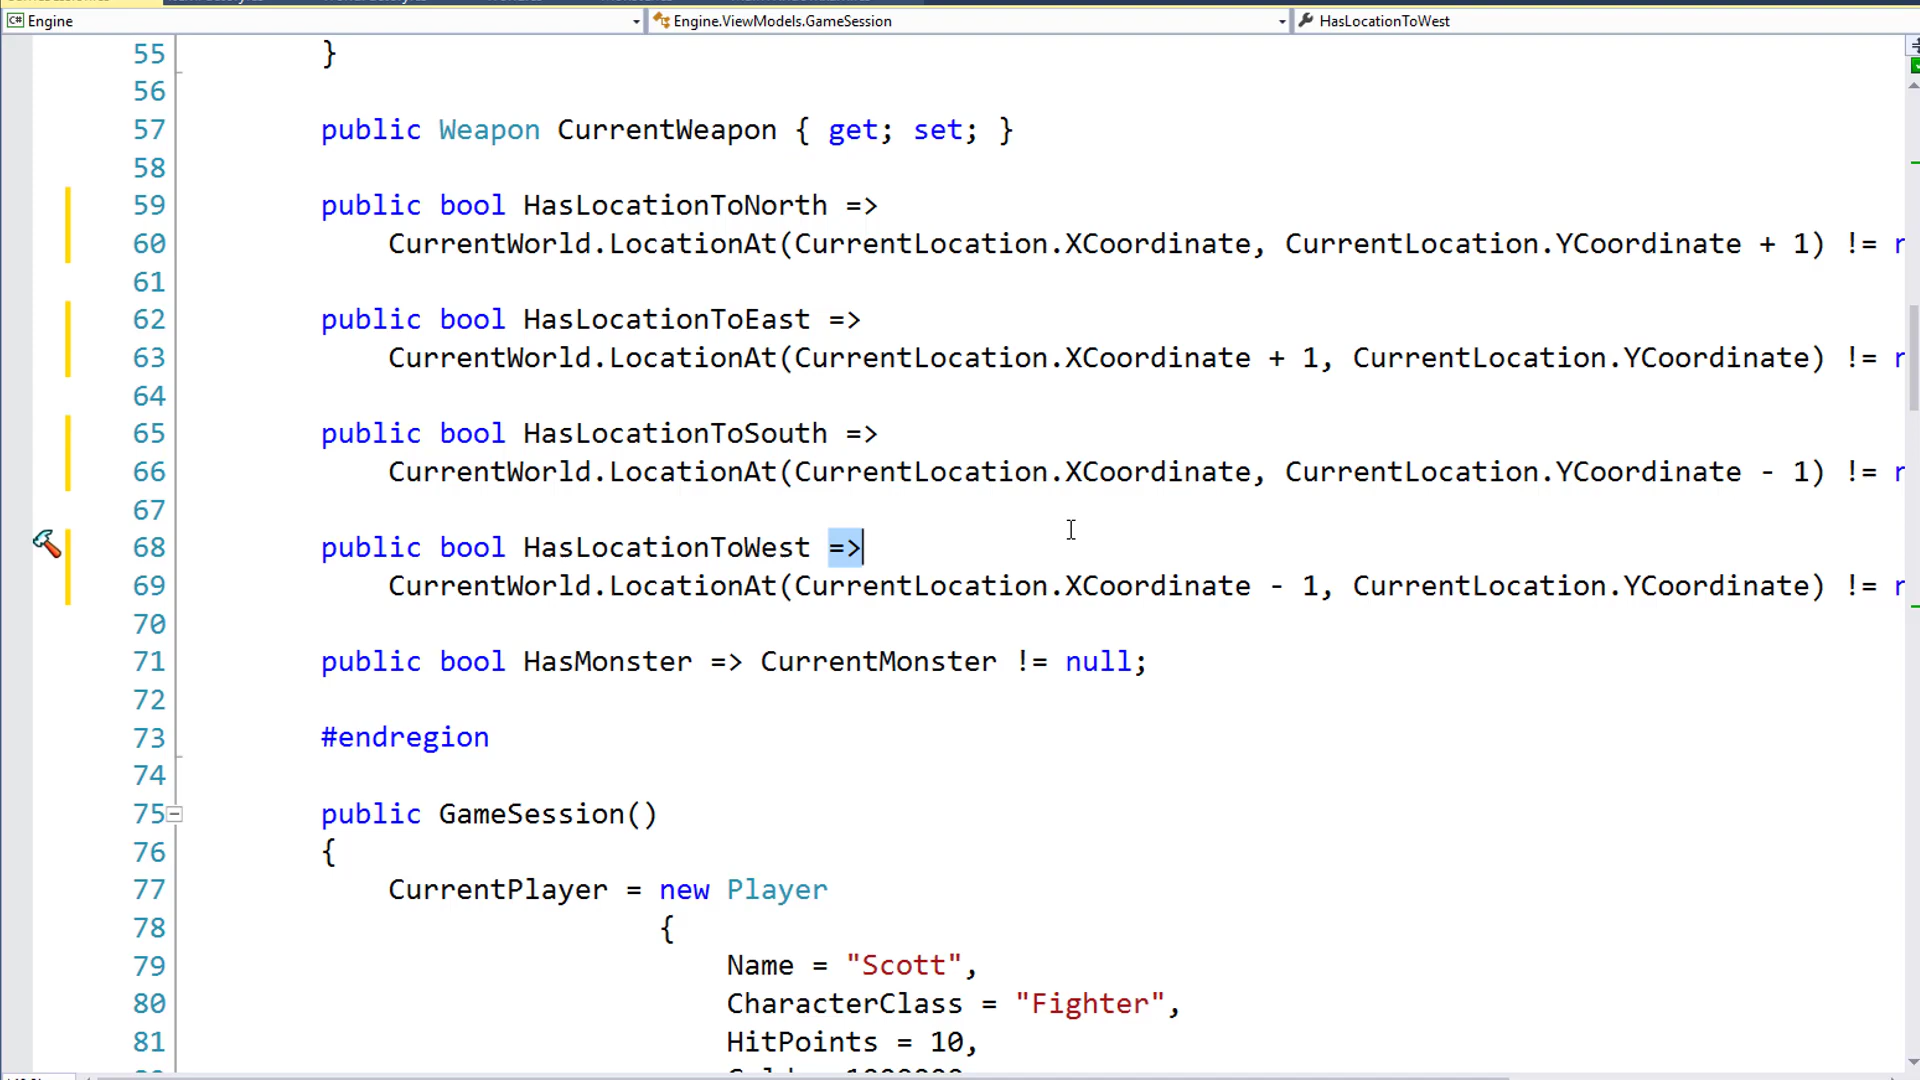 Engine Engine.ViewModels.GameSession HasLocationToWest
55 }
56
57 public Weapon CurrentWeapon { get; set; }
58
59 public bool HasLocationToNorth =>
60 CurrentWorld.LocationAt(CurrentLocation.XCoordinate, CurrentLocation.YCoordinate + 1) !=
61
62 public bool HasLocationToEast =>
63 CurrentWorld.LocationAt(CurrentLocation.XCoordinate + 1, CurrentLocation.YCoordinate) !=
64
65 public bool HasLocationToSouth =>
66 CurrentWorld.LocationAt(CurrentLocation.XCoordinate, CurrentLocation.YCoordinate - 1) !=
67
68 public bool HasLocationToWest =>
69 CurrentWorld.LocationAt(CurrentLocation.XCoordinate - 1, CurrentLocation.YCoordinate) !=
70
71 public bool HasMonster => CurrentMonster != null;
72
73 #endregion
74
75 public GameSession()
76 {
77 CurrentPlayer = new Player
78 {
79 Name = "Scott",
80 CharacterClass = "Fighter",
81 HitPoints = 10,